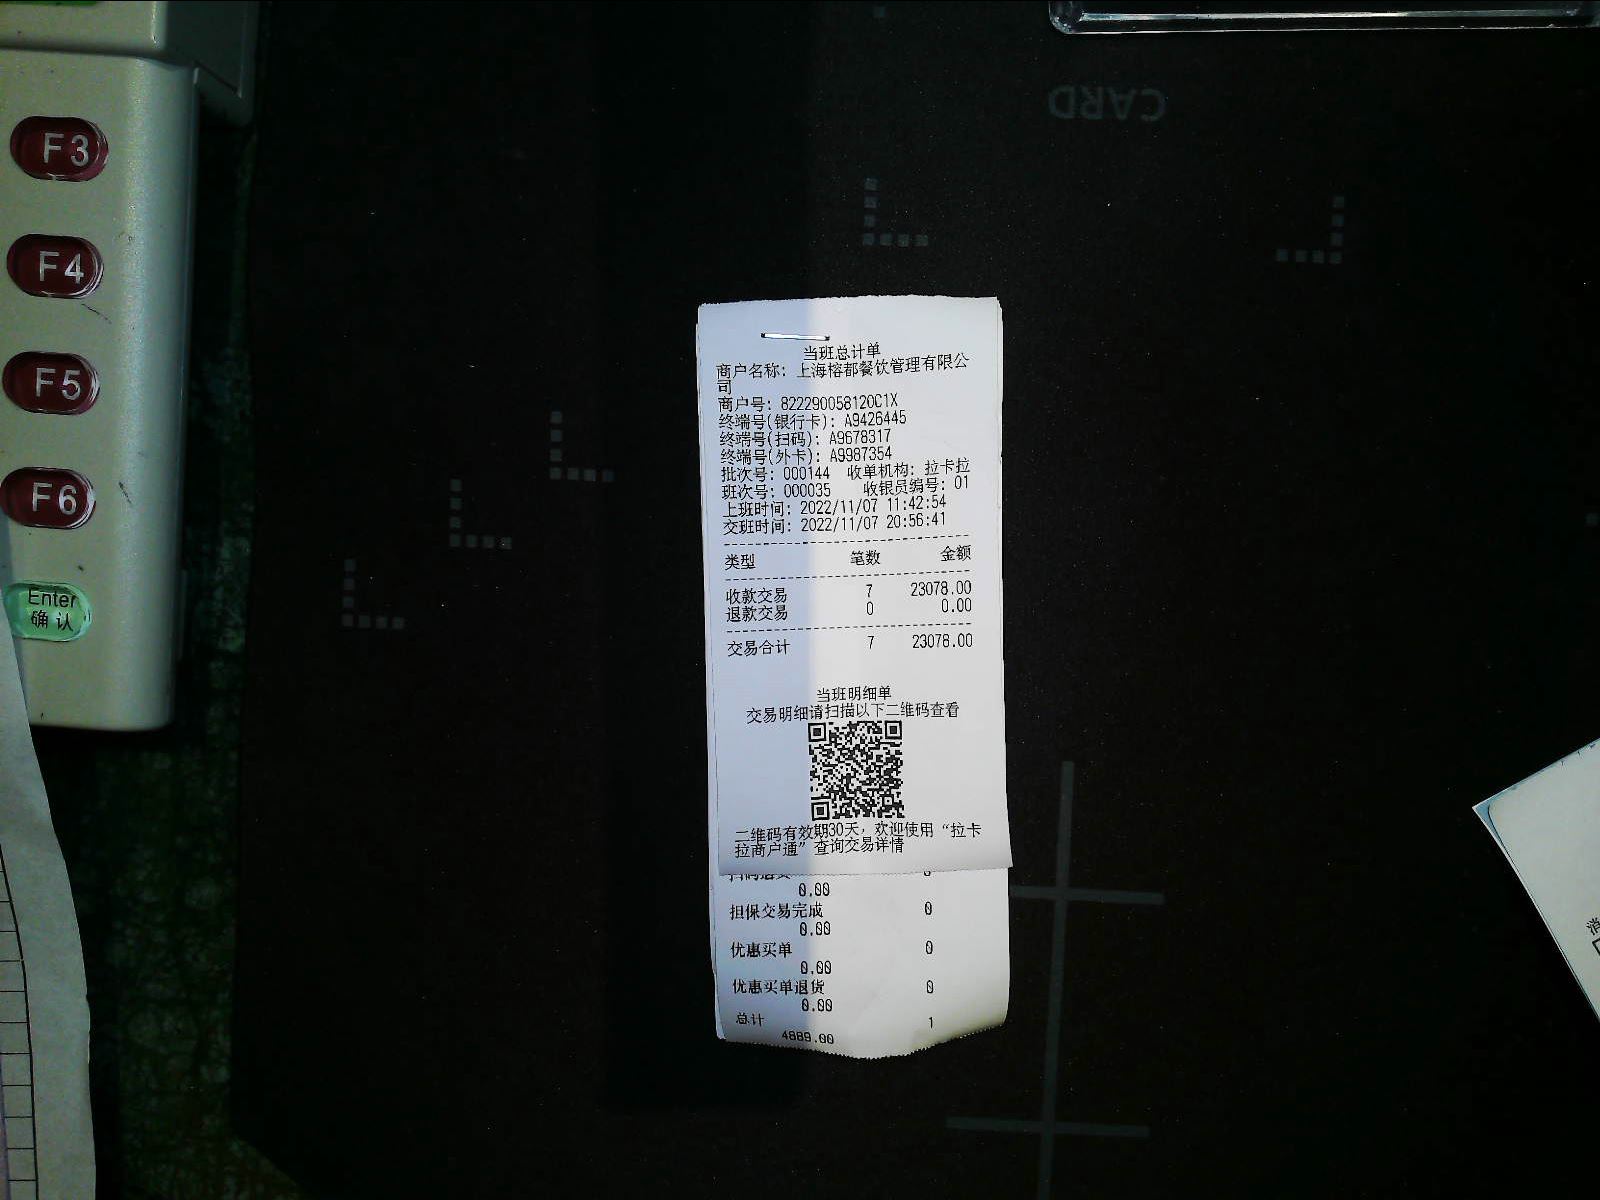 F3
F4
F5
F6
Enter
确认
CARD
当班总计单
商户名称: 上海榕都餐饮管理有限公
司
商户号: 82229005812DC1X
终端号(银行卡): A9426445
终端号(扫码): A9678317
终端号(外卡): A9987354
批次号: 000144 收单机构: 拉卡拉
班次号: 000035 收银员编号: 01
上班时间: 2022/11/07 11:42:54
交班时间: 2022/11/07 20:56:41
类型 笔数 金额
收款交易 7 23078.00
退款交易 0 0.00
交易合计 7 23078.00
当班明细单
交易明细请扫描以下二维码查看
二维码有效期30天，欢迎使用“拉卡
拉商户通”查询交易详情
0.00
担保交易完成 0
0.00
优惠买单 0
0.00
优惠买单退货 0
0.00
总计 1
4889.00